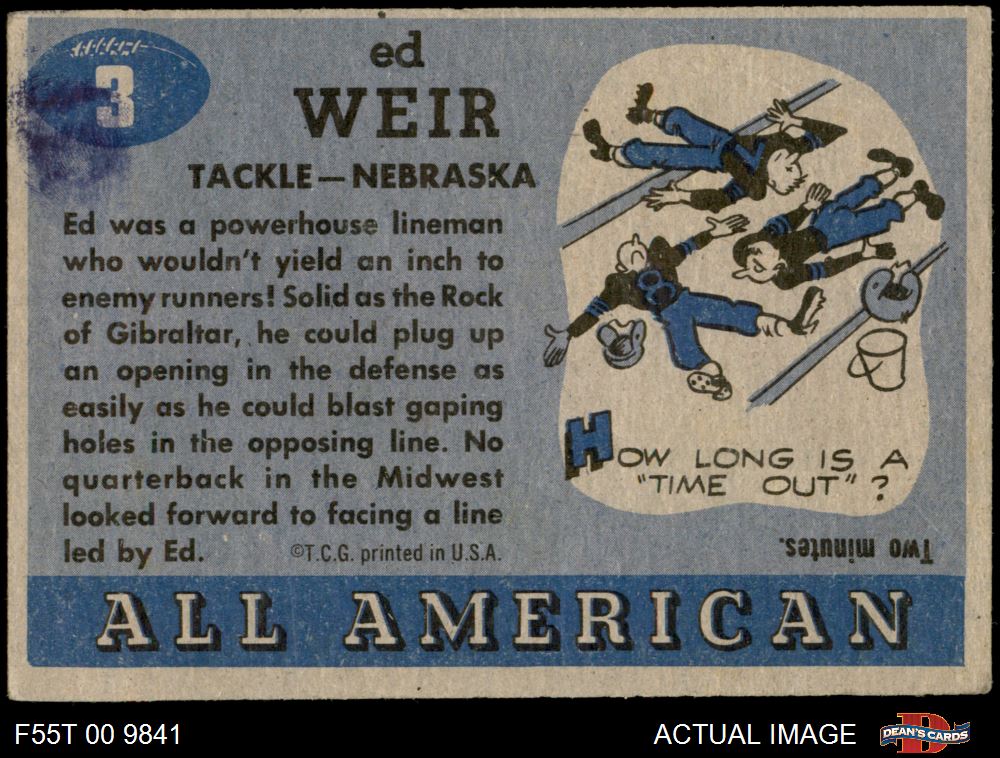 3
ed
WEIR
TACKLE—NEBRASKA
Ed was a powerhouse lineman
who wouldn't yield an inch to
enemy runners! Solid as the Rock
of Gibraltar, he could plug up
an opening in the defense as
easily as he could blast gaping
holes in the opposing line. No
quarterback in the Midwest
looked forward to facing a line
led by Ed.
©T.C.G. printed in U.S.A.
HOW LONG IS A
"TIME OUT"?
Two minutes.
ALL AMERICAN
F55T 00 9841
ACTUAL IMAGE
D
DEAN'S CARDS